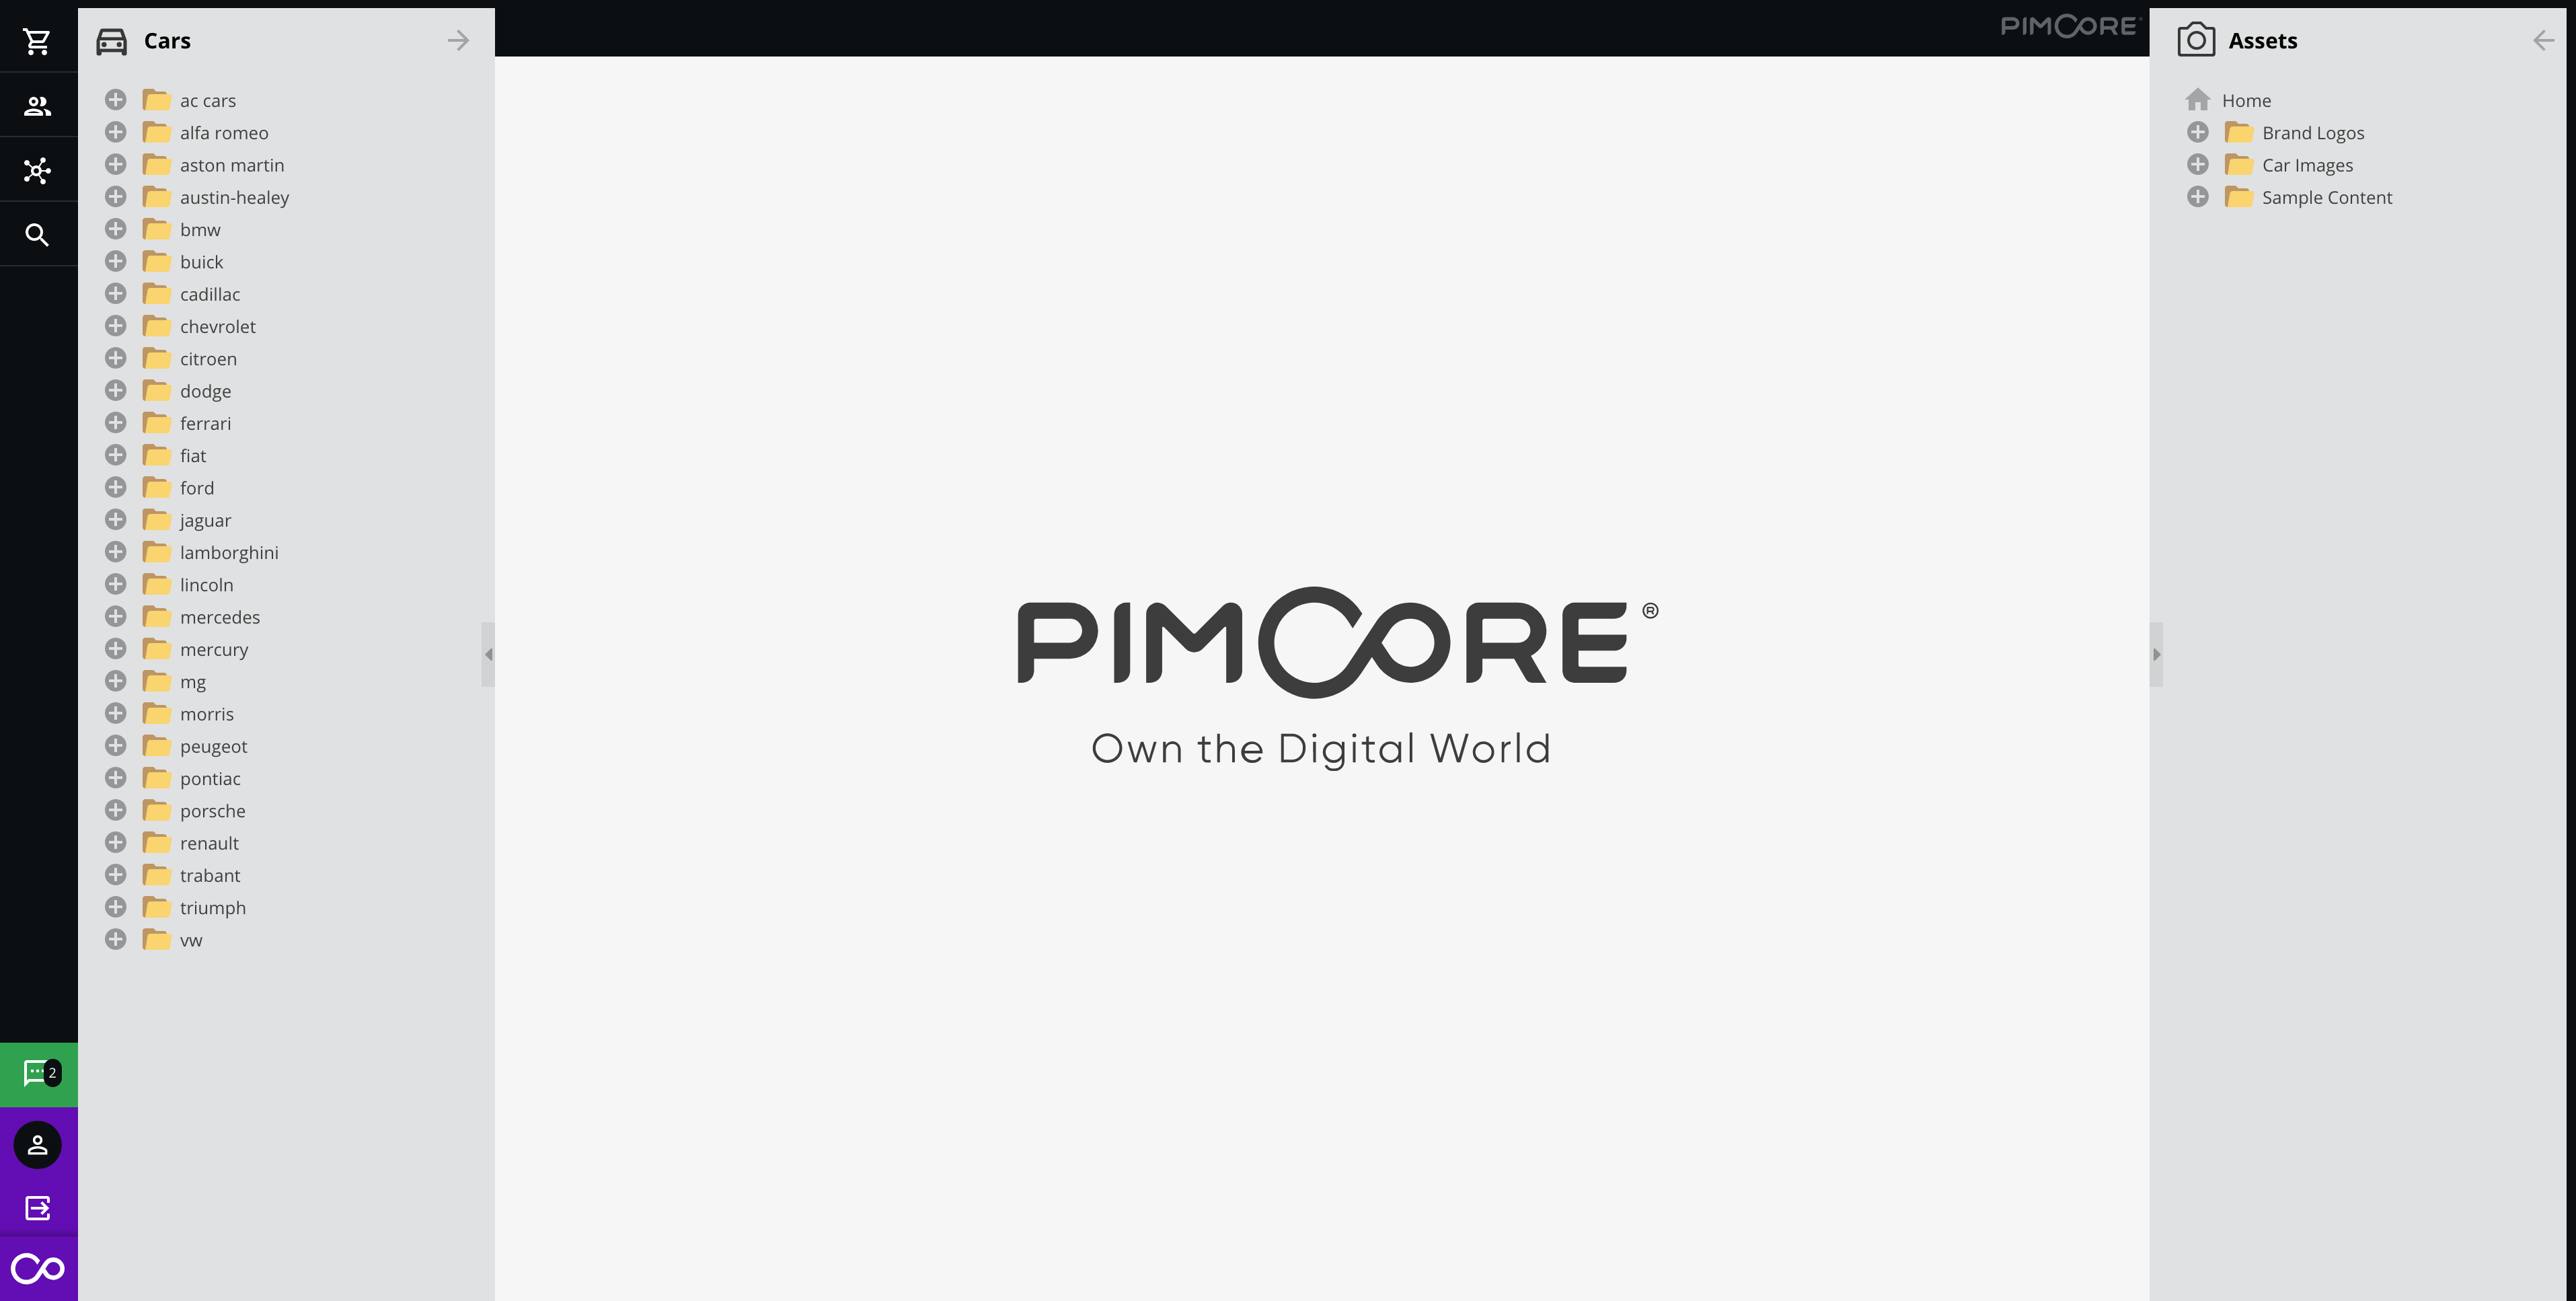 Cars
PIMCORE
Assets
ac cars
alfa romeo
aston martin
austin-healey
bmw
buick
cadillac
chevrolet
citroen
dodge
ferrari
fiat
ford
jaguar
lamborghini
lincoln
mercedes
mercury
mg
morris
peugeot
pontiac
porsche
renault
trabant
triumph
vw
2
PIMCORE®
Own the Digital World
Home
Brand Logos
Car Images
Sample Content